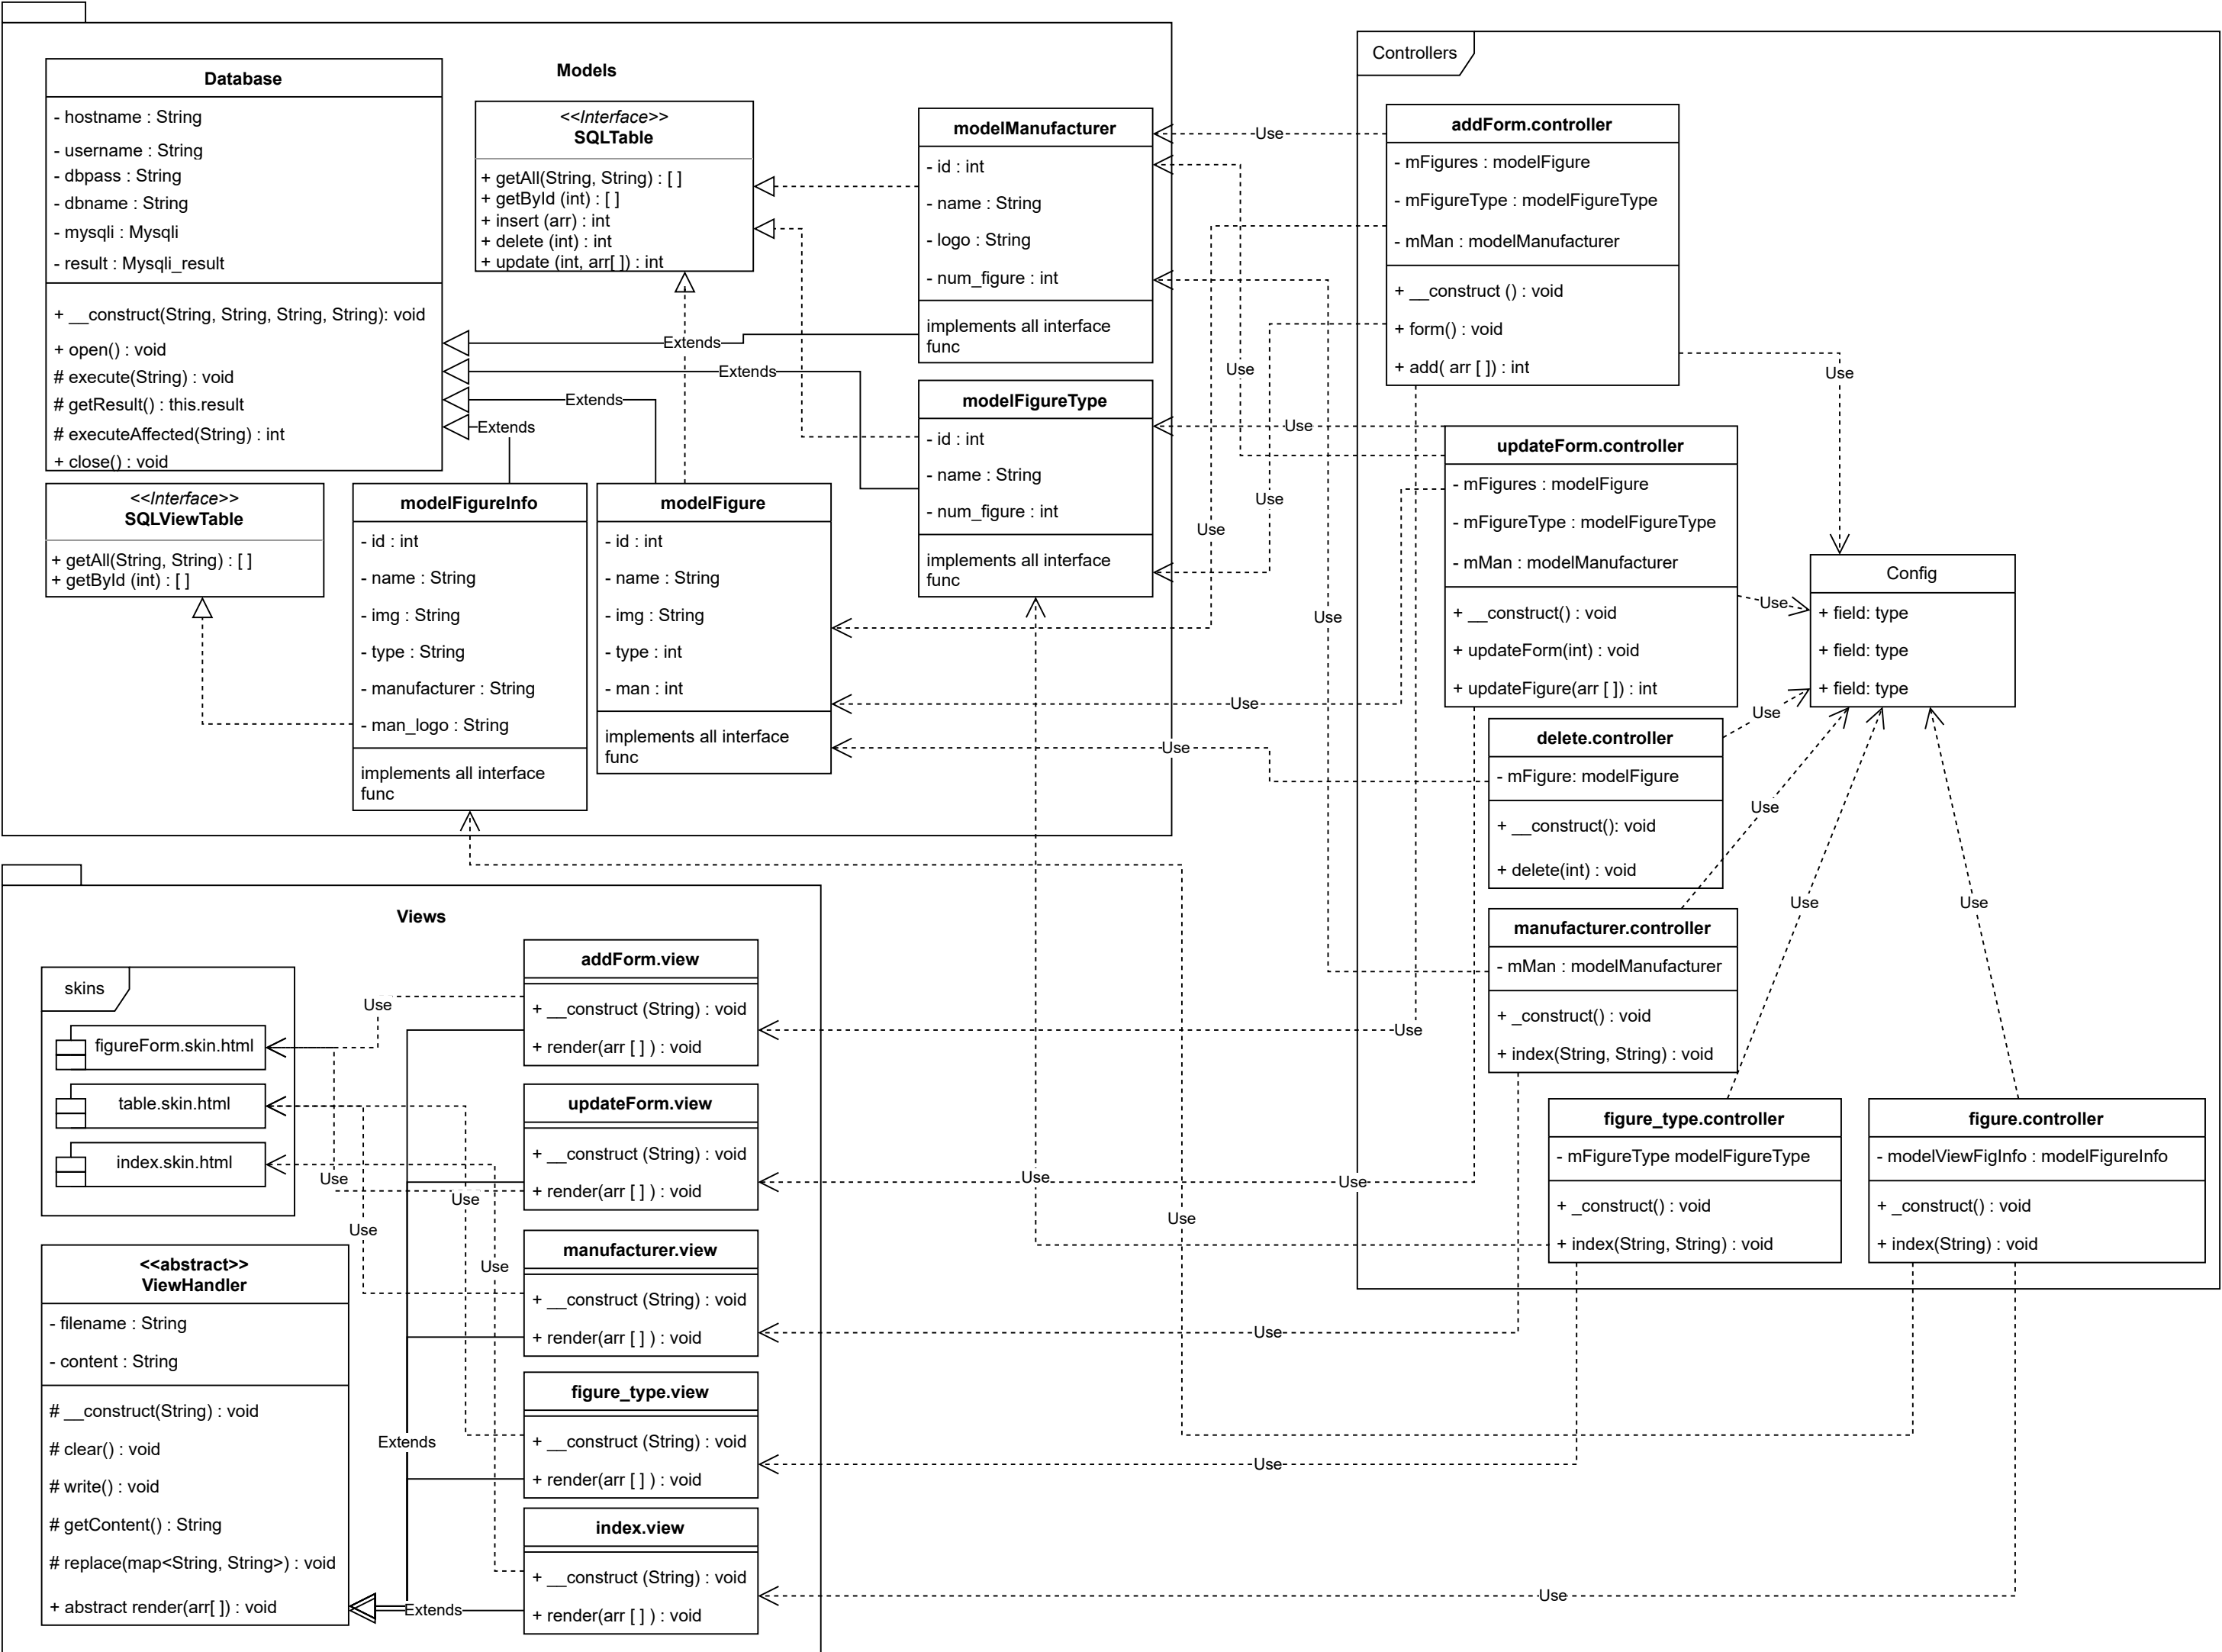 Models
Database
- hostname : String
- username : String
- dbpass : String
- dbname : String
- mysqli : Mysqli
- result : Mysqli_result
+ __construct(String, String, String, String): void
+ open() : void
# execute(String) : void
# getResult() : this.result
# executeAffected(String) : int
+ close() : void
<<Interface>>
SQLTable
+ getAll(String, String) : [ ]
+ getById (int) : [ ]
+ insert (arr) : int
+ delete (int) : int
+ update (int, arr[ ]) : int
modelManufacturer
- id : int
- name : String
- logo : String
- num_figure : int
implements all interface
func
Extends
Extends
Extends
Extends
modelFigureType
- id : int
- name : String
- num_figure : int
implements all interface
func
<<Interface>>
SQLViewTable
+ getAll(String, String) : [ ]
+ getById (int) : [ ]
modelFigureInfo
- id : int
- name : String
- img : String
- type : String
- manufacturer : String
- man_logo : String
implements all interface
func
modelFigure
- id : int
- name : String
- img : String
- type : int
- man : int
implements all interface
func
Use
Use
Use
Use
Use
Use
Use
Use
Controllers
addForm.controller
- mFigures : modelFigure
- mFigureType : modelFigureType
- mMan : modelManufacturer
+ __construct () : void
+ form() : void
+ add( arr [ ]) : int
Use
updateForm.controller
- mFigures : modelFigure
- mFigureType : modelFigureType
- mMan : modelManufacturer
+ __construct() : void
+ updateForm(int) : void
+ updateFigure(arr [ ]) : int
Use
Config
+ field: type
+ field: type
+ field: type
delete.controller
- mFigure: modelFigure
+ __construct(): void
+ delete(int) : void
Use
Use
Use
Use
manufacturer.controller
- mMan : modelManufacturer
+ _construct() : void
+ index(String, String) : void
figure_type.controller
- mFigureType modelFigureType
+ _construct() : void
+ index(String, String) : void
figure.controller
- modelViewFigInfo : modelFigureInfo
+ _construct() : void
+ index(String) : void
Views
skins
figureForm.skin.html
table.skin.html
index.skin.html
Use
Use
Use
Use
Use
addForm.view
+ __construct (String) : void
+ render(arr [ ] ) : void
updateForm.view
+ __construct (String) : void
+ render(arr [ ] ) : void
manufacturer.view
+ __construct (String) : void
+ render(arr [ ] ) : void
figure_type.view
+ __construct (String) : void
+ render(arr [ ] ) : void
index.view
+ __construct (String) : void
+ render(arr [ ] ) : void
<<abstract>>
ViewHandler
- filename : String
- content : String
# __construct(String) : void
# clear() : void
# write() : void
# getContent() : String
# replace(map<String, String>) : void
+ abstract render(arr[ ]) : void
Extends
Extends
Use
Use
Use
Use
Use
Use
Use